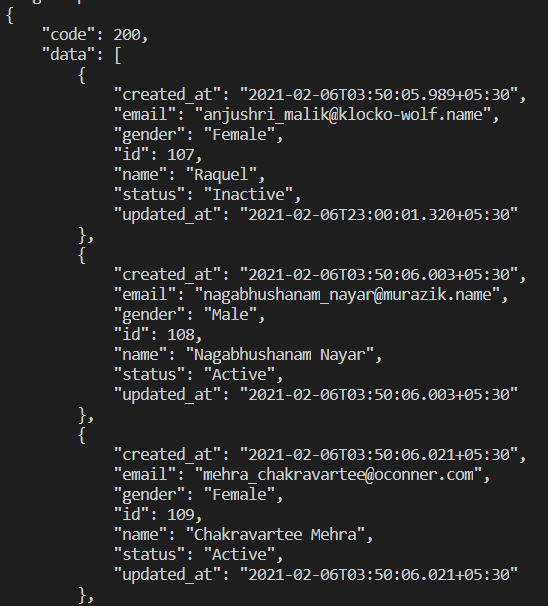 {
    "code": 200,
    "data": [
        {
            "created_at": "2021-02-06T03:50:05.989+05:30",
            "email": "anjushri_malik@klocko-wolf.name",
            "gender": "Female",
            "id": 107,
            "name": "Raquel",
            "status": "Inactive",
            "updated_at": "2021-02-06T23:00:01.320+05:30"
        },
        {
            "created_at": "2021-02-06T03:50:06.003+05:30",
            "email": "nagabhushanam_nayar@murazik.name",
            "gender": "Male",
            "id": 108,
            "name": "Nagabhushanam Nayar",
            "status": "Active",
            "updated_at": "2021-02-06T03:50:06.003+05:30"
        },
        {
            "created_at": "2021-02-06T03:50:06.021+05:30",
            "email": "mehra_chakravartee@oconner.com",
            "gender": "Female",
            "id": 109,
            "name": "Chakravartee Mehra",
            "status": "Active",
            "updated_at": "2021-02-06T03:50:06.021+05:30"
        },